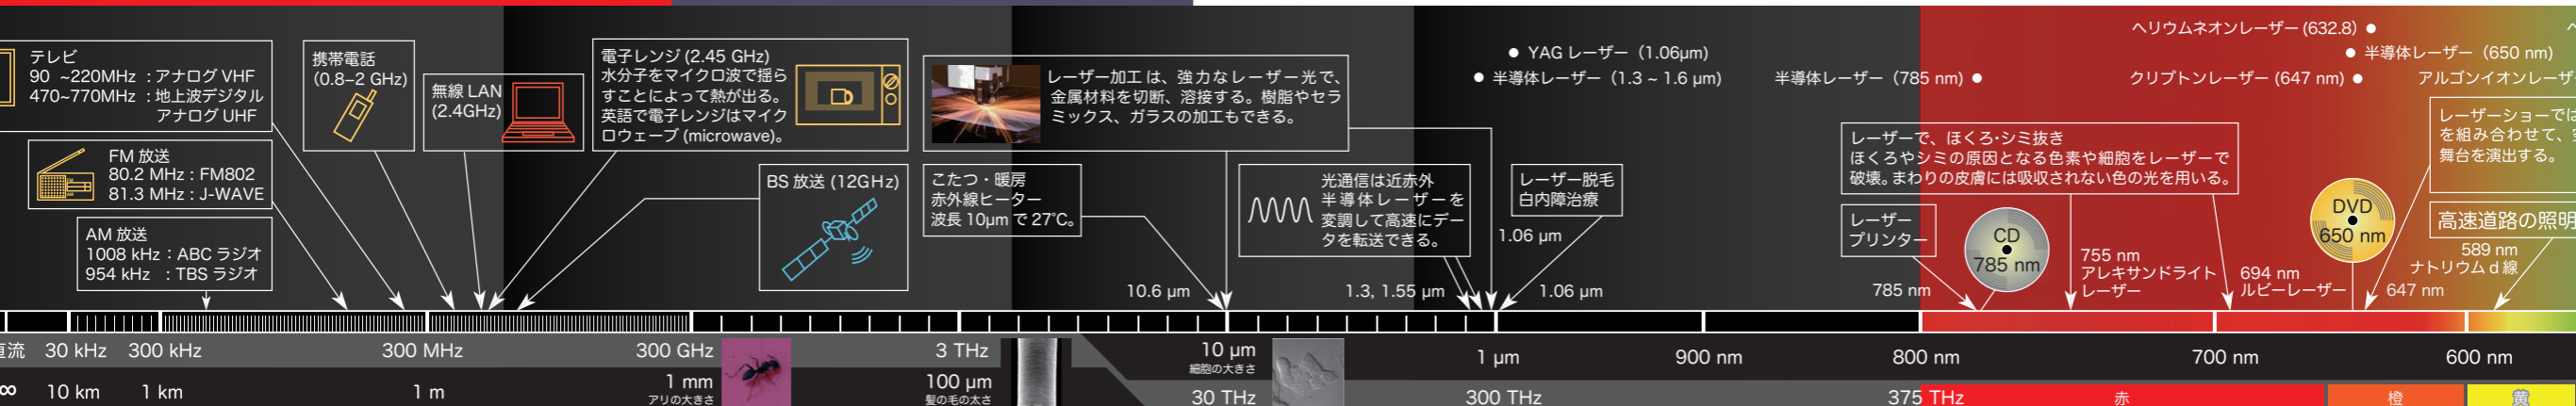 テレビ
90 ~220MHz : アナログ VHF
470~770MHz : 地上波デジタル
アナログ UHF
FM 放送
80.2 MHz : FM802
81.3 MHz : J-WAVE
AM 放送
1008 kHz : ABC ラジオ
954 kHz : TBS ラジオ
携帯電話
(0.8–2 GHz)
無線 LAN
(2.4GHz)
電子レンジ (2.45 GHz)
水分子をマイクロ波で揺ら
すことによって熱が出る。
英語で電子レンジはマイク
ロウェーブ (microwave)。
BS 放送 (12GHz)
レーザー加工 は、強力なレーザー光で、
金属材料を切断、溶接する。樹脂やセラ
ミックス、ガラスの加工もできる。
こたつ・暖房
赤外線ヒーター
波長 10μm で 27℃。
光通信は近赤外
半導体レーザーを
変調して高速にデー
タを転送できる。
レーザー脱毛
白内障治療
1.06 μm
10.6 μm
1.3, 1.55 μm
1.06 μm
● YAG レーザー（1.06μm)
● 半導体レーザー（1.3 ~ 1.6 μm)
半導体レーザー（785 nm) ●
ヘリウムネオンレーザー (632.8) ●
● 半導体レーザー（650 nm)
クリプトンレーザー (647 nm) ●
アルゴンイオンレーザ
レーザーで、ほくろ・シミ抜き
ほくろやシミの原因となる色素や細胞をレーザーで
破壊。まわりの皮膚には吸収されない色の光を用いる。
レーザーショーでは
を組み合わせて、
舞台を演出する。
レーザー
プリンター
785 nm
CD
785 nm
755 nm
アレキサンドライト
レーザー
694 nm
ルビーレーザー
DVD
650 nm
647 nm
高速道路の照明
589 nm
ナトリウム d 線
直流 30 kHz 300 kHz 300 MHz 300 GHz 3 THz 10 μm 1 μm 900 nm 800 nm 700 nm 600 nm
細胞の大きさ
∞ 10 km 1 km 1 m 1 mm 100 μm 30 THz 300 THz 375 THz 赤 橙 黄
アリの大きさ 髪の毛の太さ